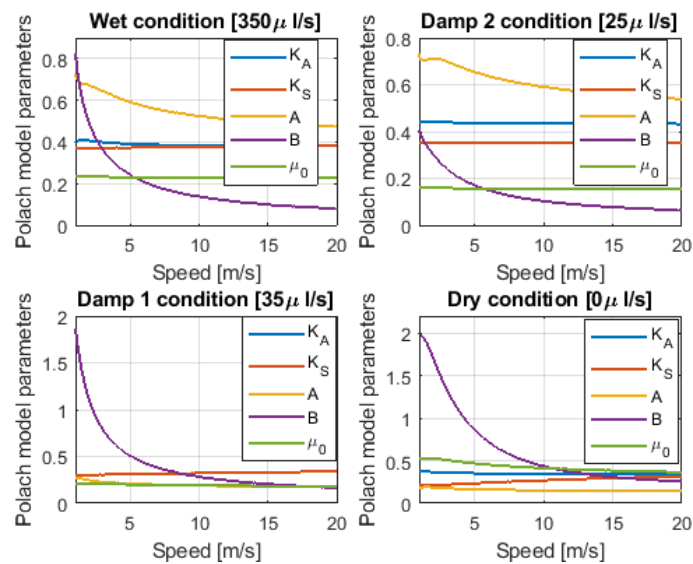 Wet condition [350μ l/s]
Polach model parameters
0.8
0.6
0.4
0.2
0
5
10
15
20
Speed [m/s]
K_A
K_S
A
B
μ_0
Damp 2 condition [25μ l/s]
Polach model parameters
0.8
0.6
0.4
0.2
0
5
10
15
20
Speed [m/s]
K_A
K_S
A
B
μ_0
Damp 1 condition [35μ l/s]
Polach model parameters
2
1.5
1
0.5
0
5
10
15
20
Speed [m/s]
K_A
K_S
A
B
μ_0
Dry condition [0μ l/s]
Polach model parameters
2
1.5
1
0.5
0
5
10
15
20
Speed [m/s]
K_A
K_S
A
B
μ_0